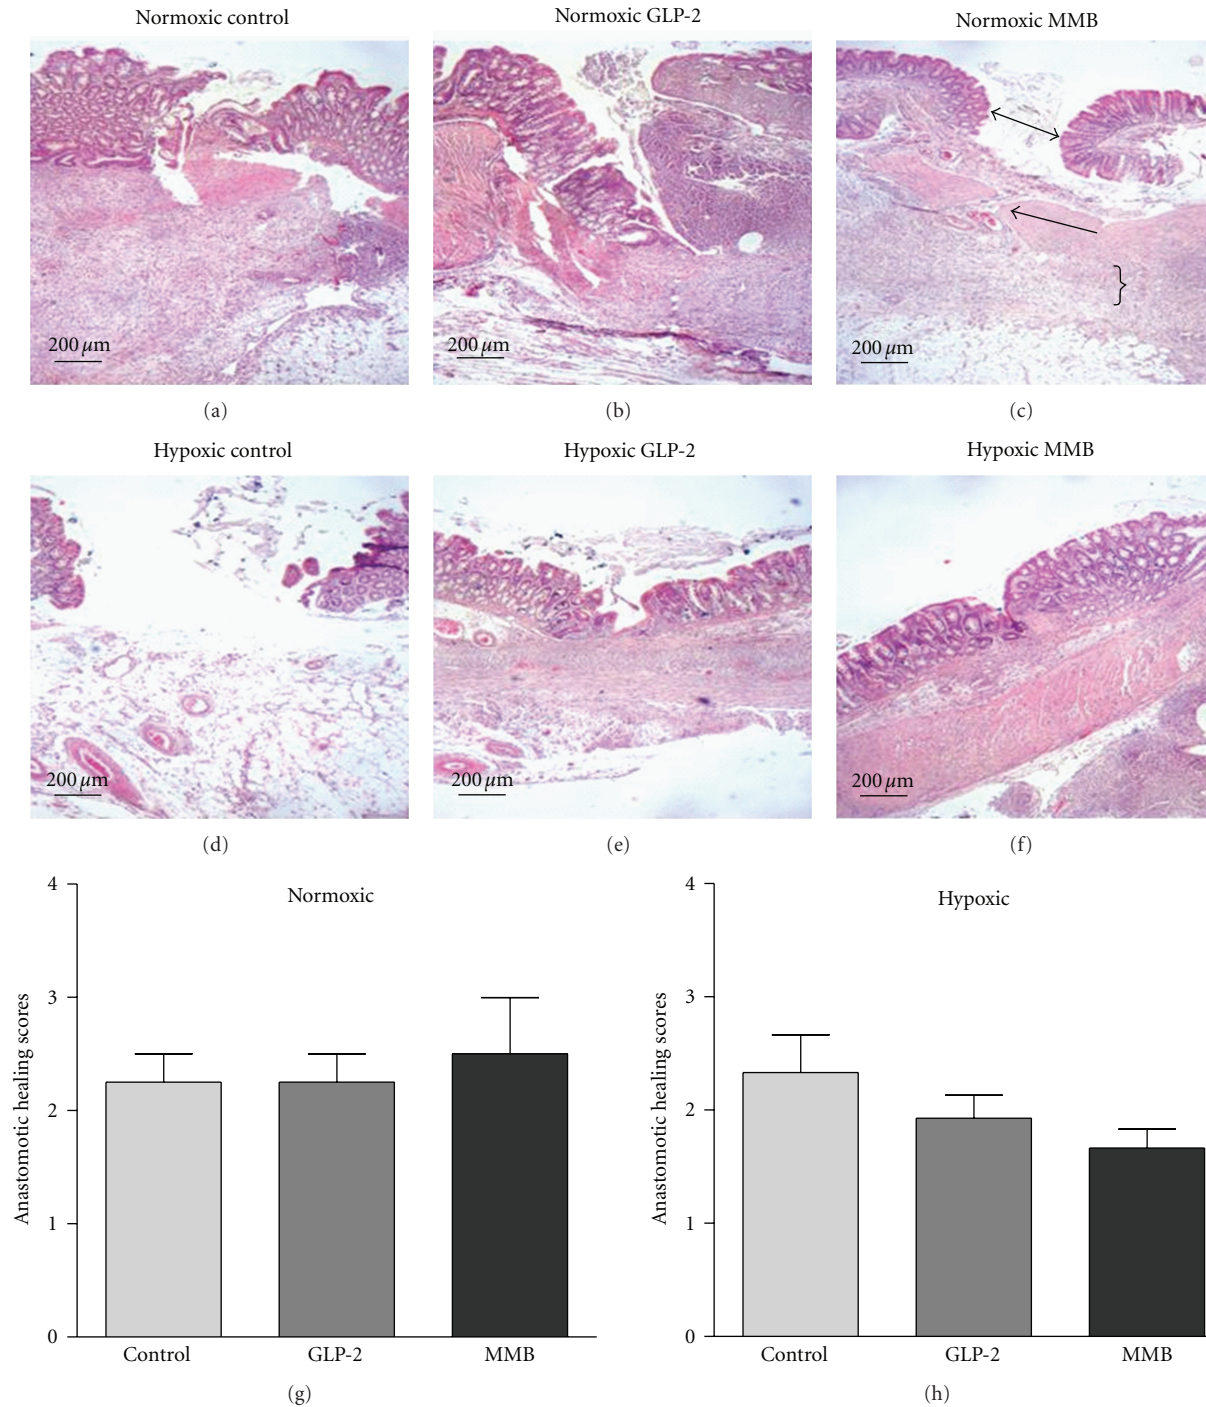 Normoxic control
Normoxic GLP-2
Normoxic MMB
200 µm
200 µm
200 µm
(a)
(b)
(c)
Hypoxic control
Hypoxic GLP-2
Hypoxic MMB
200 µm
200 µm
200 µm
(d)
(e)
(f)
Normoxic
Anastomotic healing scores
4
3
2
1
0
Control
GLP-2
MMB
(g)
Hypoxic
Anastomotic healing scores
4
3
2
1
0
Control
GLP-2
MMB
(h)